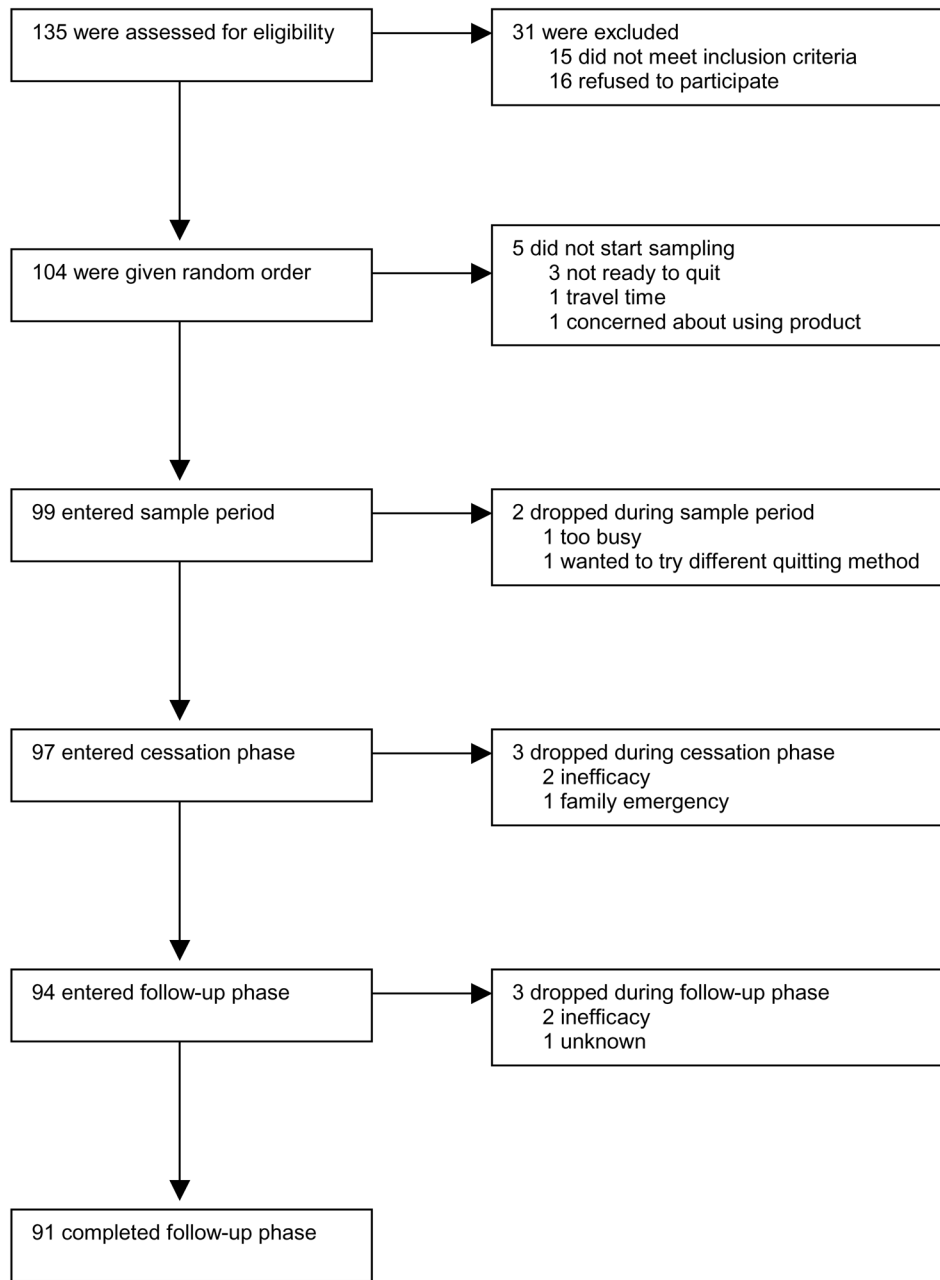 135 were assessed for eligibility
31 were excluded
15 did not meet inclusion criteria
16 refused to participate
104 were given random order
5 did not start sampling
3 not ready to quit
1 travel time
1 concerned about using product
99 entered sample period
2 dropped during sample period
1 too busy
1 wanted to try different quitting method
97 entered cessation phase
3 dropped during cessation phase
2 inefficacy
1 family emergency
94 entered follow-up phase
3 dropped during follow-up phase
2 inefficacy
1 unknown
91 completed follow-up phase